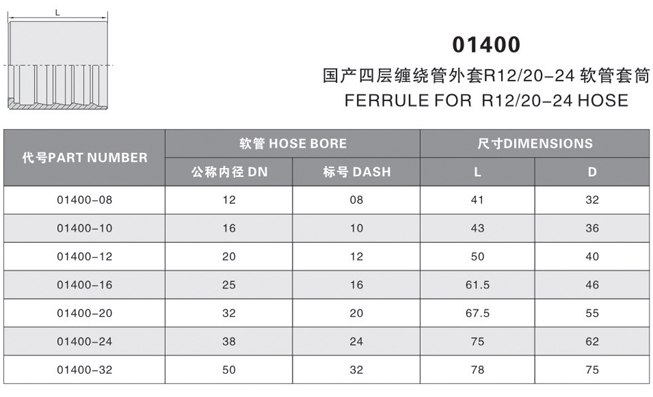 L
01400
国产四层缠绕管外套R12/20-24 软管套筒
FERRULE FOR R12/20-24 HOSE
代号PART NUMBER 软管 HOSE BORE 尺寸DIMENSIONS
公称内径 DN 标号 DASH L D
01400-08 12 08 41 32
01400-10 16 10 43 36
01400-12 20 12 50 40
01400-16 25 16 61.5 46
01400-20 32 20 67.5 55
01400-24 38 24 75 62
01400-32 50 32 78 75